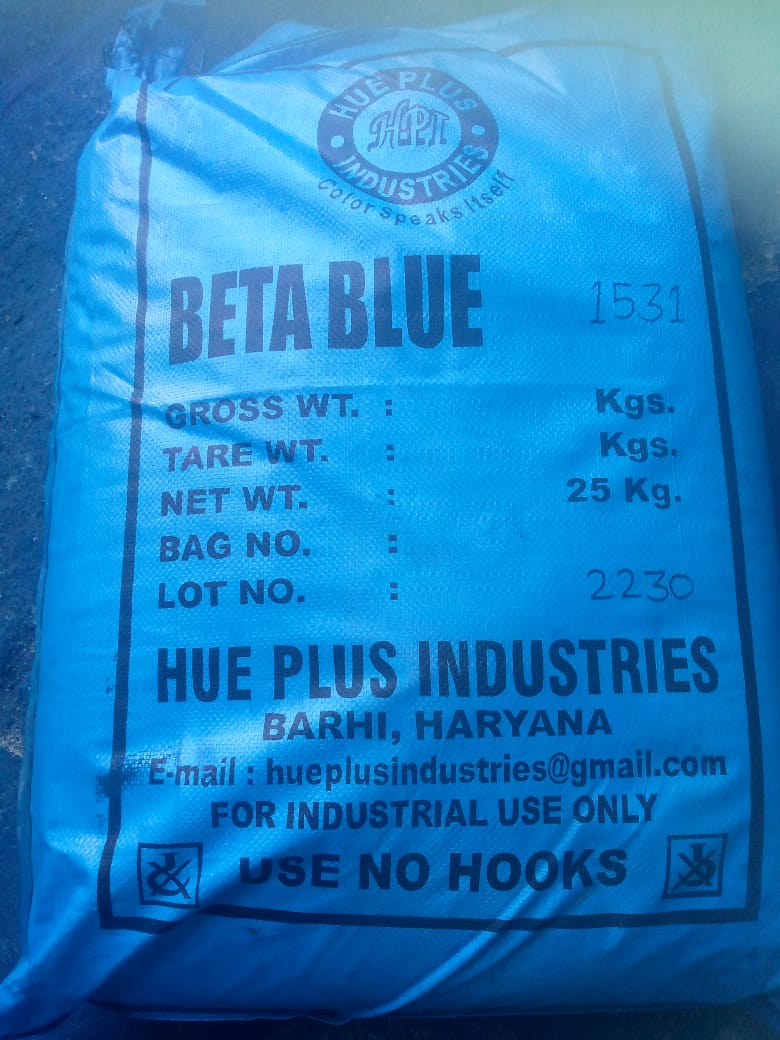 HUE PLUS
INDUSTRIES
Color Speaks Itself
BETA BLUE 1531
GROSS WT. : Kgs.
TARE WT. : Kgs.
NET WT. : 25 Kg.
BAG NO. :
LOT NO. : 2230
HUE PLUS INDUSTRIES
BARHI, HARYANA
E-mail : hueplusindustries@gmail.com
FOR INDUSTRIAL USE ONLY
USE NO HOOKS